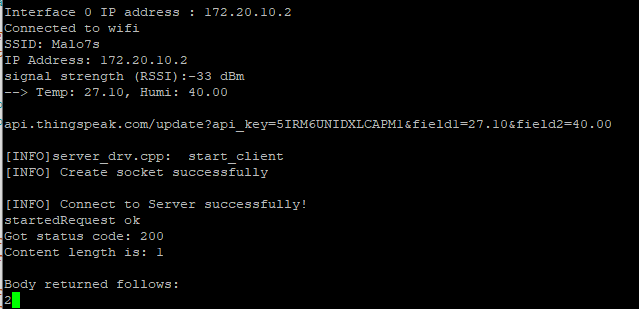 Interface 0 IP address : 172.20.10.2
Connected to wifi
SSID: Malo7s
IP Address: 172.20.10.2
signal strength (RSSI):-33 dBm
--> Temp: 27.10, Humi: 40.00
api.thingspeak.com/update?api_key=5IRM6UNIDXLCAPM1&field1=27.10&field2=40.00
[INFO]server_drv.cpp:  start_client
[INFO] Create socket successfully
[INFO] Connect to Server successfully!
startedRequest ok
Got status code: 200
Content length is: 1
Body returned follows:
2